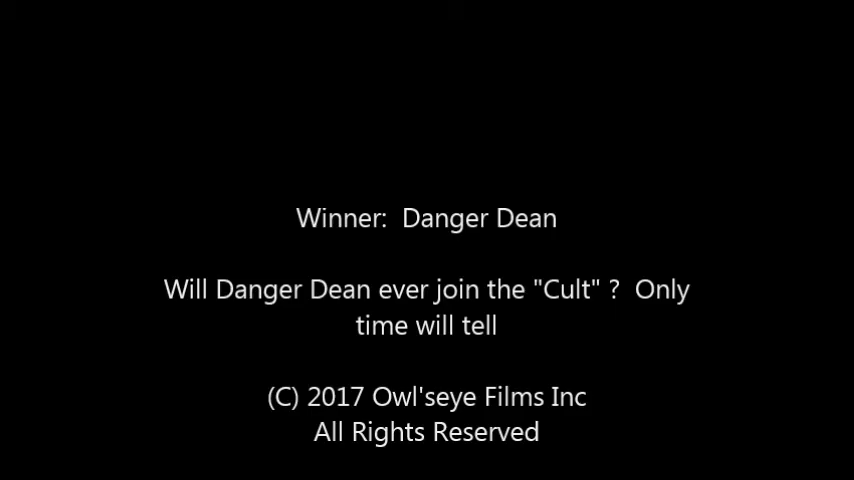 Winner:  Danger Dean
Will Danger Dean ever join the "Cult" ?  Only
time will tell
(C) 2017 Owl'seye Films Inc
All Rights Reserved